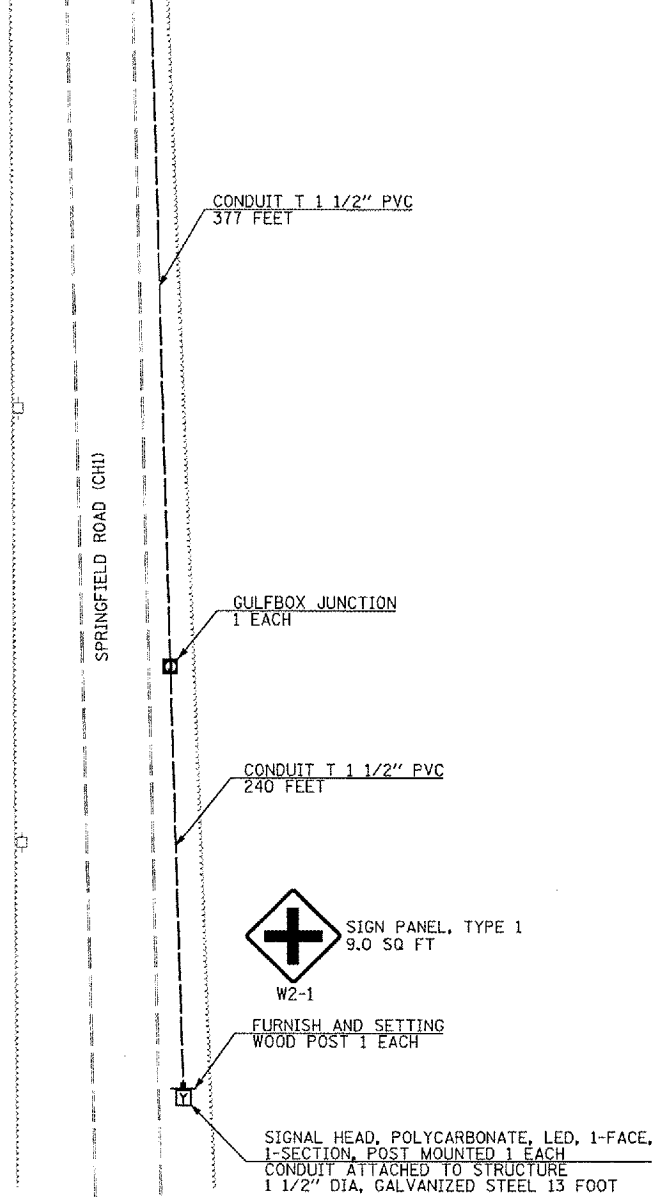 CONDUIT T 1 1/2" PVC
377 FEET
SPRINGFIELD ROAD (CH1)
GULFBOX JUNCTION
1 EACH
CONDUIT T 1 1/2" PVC
240 FEET
SIGN PANEL, TYPE 1
9.0 SQ FT
W2-1
FURNISH AND SETTING
WOOD POST 1 EACH
Y
SIGNAL HEAD, POLYCARBONATE, LED, 1-FACE,
1-SECTION, POST MOUNTED 1 EACH
CONDUIT ATTACHED TO STRUCTURE
1 1/2" DIA, GALVANIZED STEEL 13 FOOT